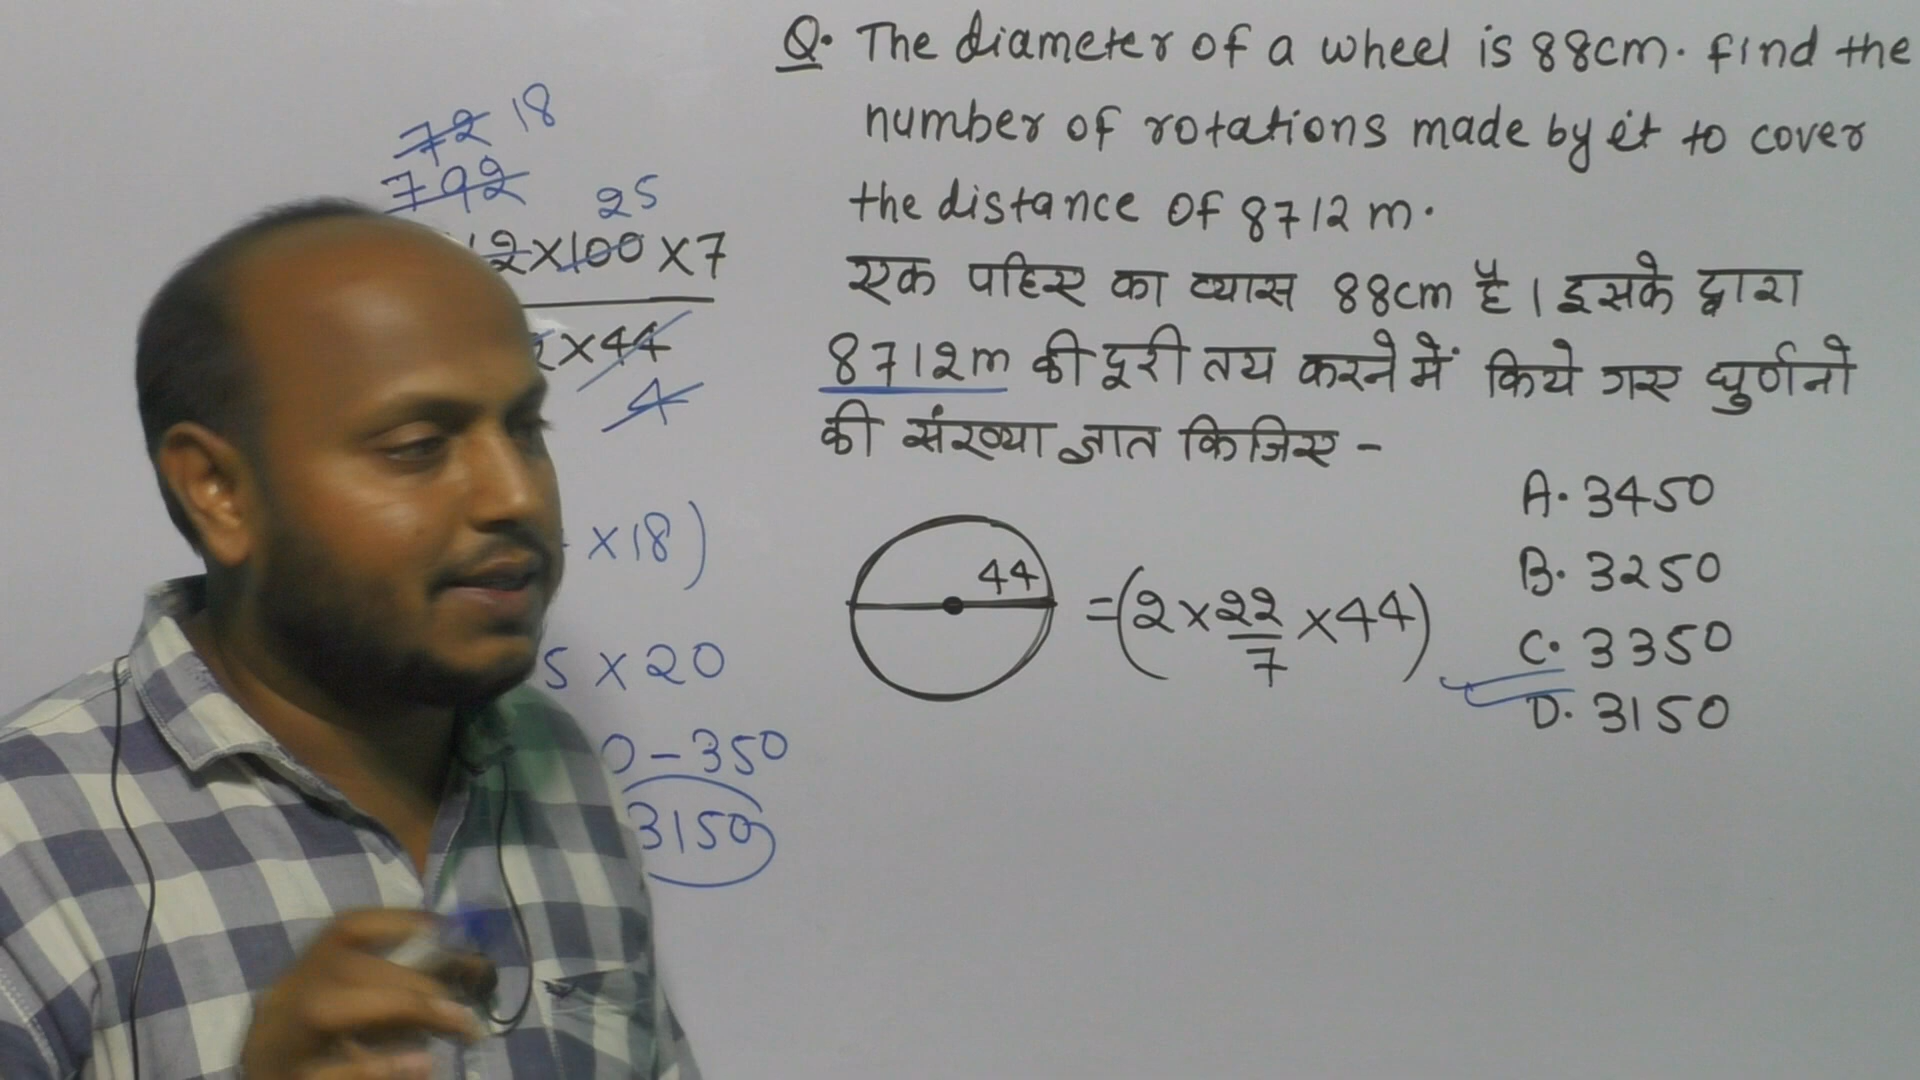 Q. The diameter of a wheel is 88cm. find the
number of rotations made by it to cover
the distance of 8712 m.
एक पहिए का व्यास 88cm है। इसके द्वारा
8712m की दूरी तय करने में किये गए घुर्णनो
की संख्या ज्ञात किजिए -
A. 3450
B. 3250
C. 3350
D. 3150
44
=(2 × 22/7 × 44)
72 18
792
25
12×100×7
×44
4
×18)
5 × 20
0-350
3150